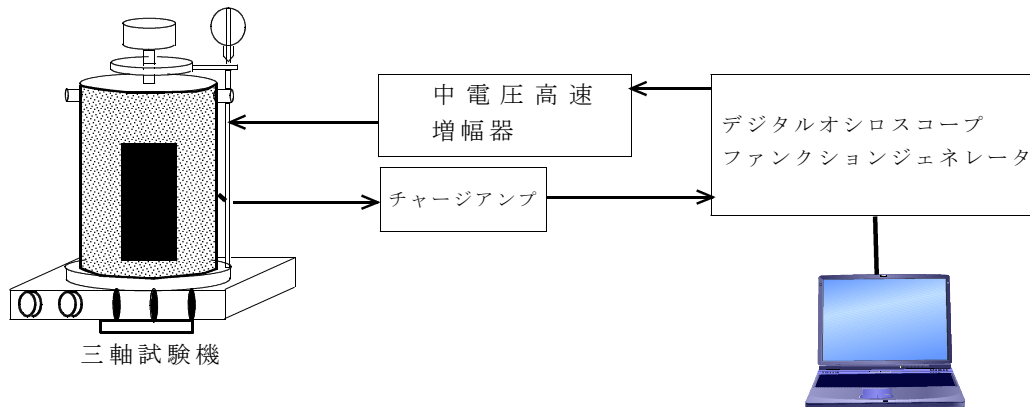 中電圧高速
増幅器
デジタルオシロスコープ
ファンクションジェネレータ
チャージアンプ
三軸試験機